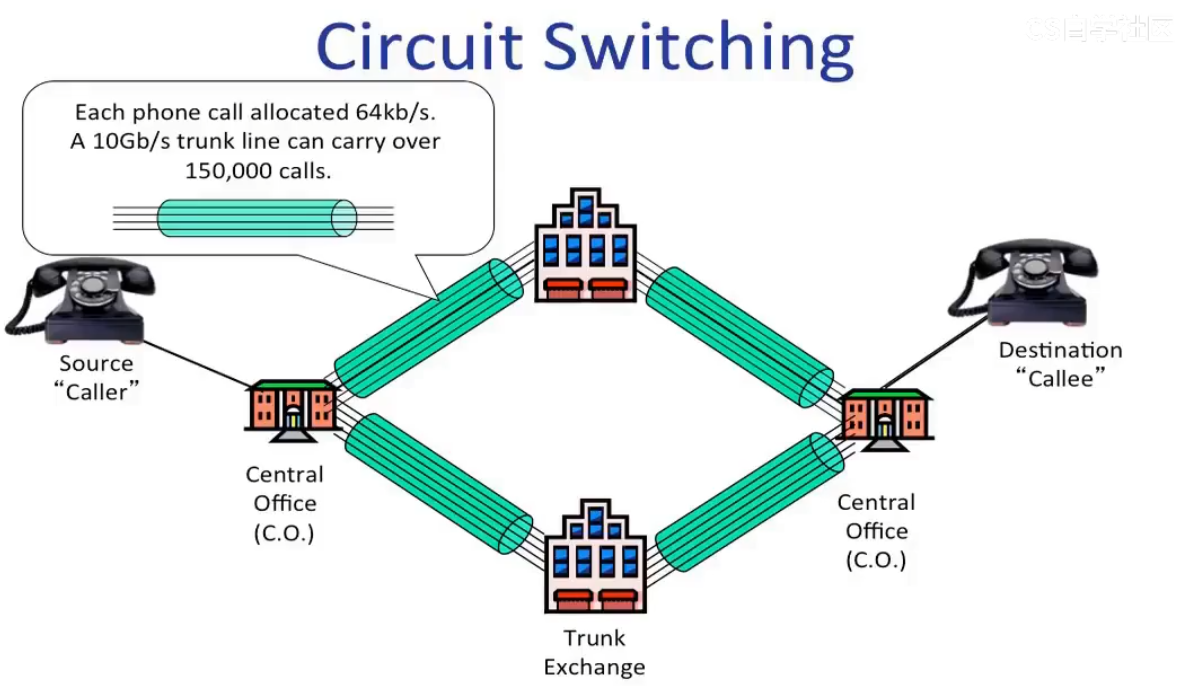 CS自学社区
Circuit Switching
Each phone call allocated 64kb/s.
A 10Gb/s trunk line can carry over
150,000 calls.
Source
“Caller”
Destination
“Callee”
Central
Office
(C.O.)
Central
Office
(C.O.)
Trunk
Exchange